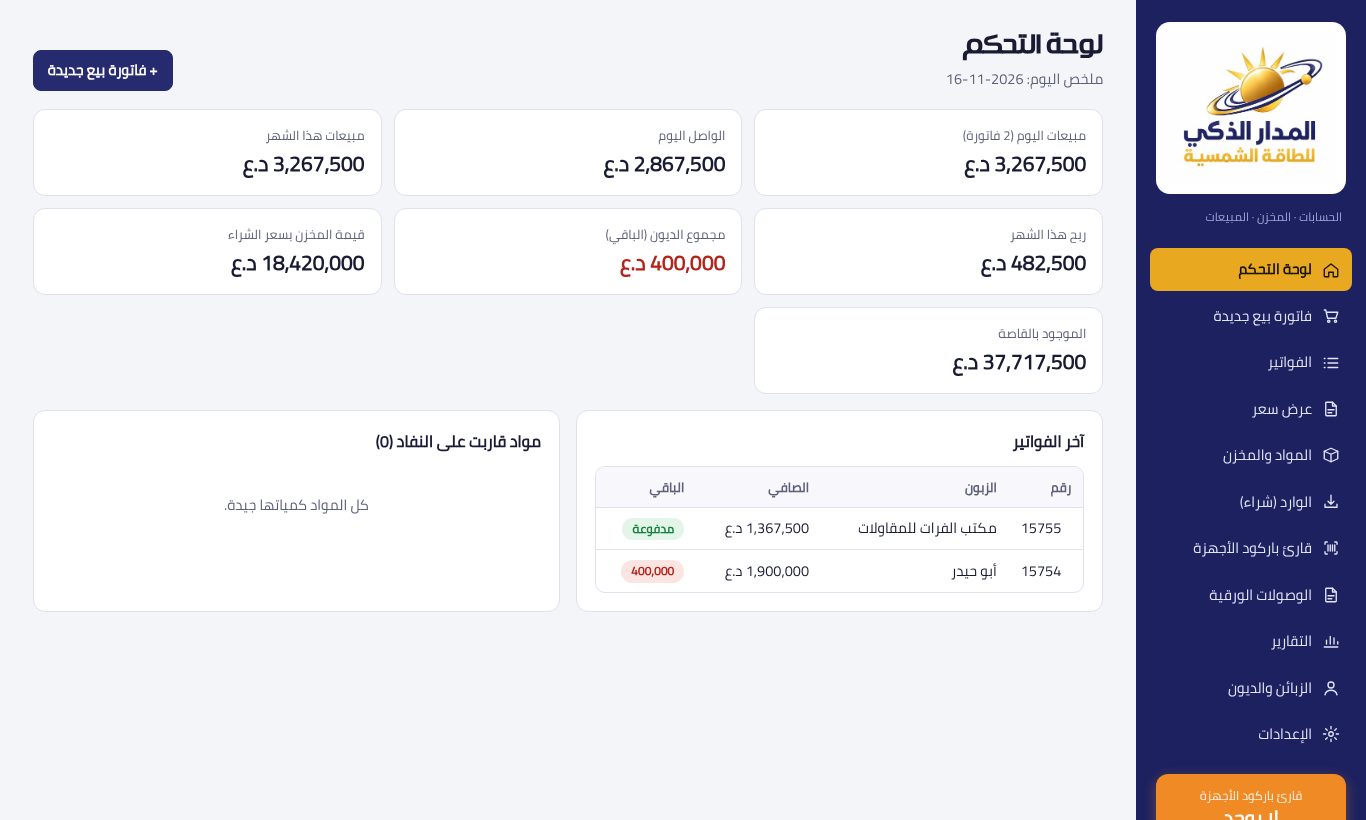 المدار الذكي
للطاقة الشمسية
الحسابات · المخزن · المبيعات
لوحة التحكم
فاتورة بيع جديدة
الفواتير
عرض سعر
المواد والمخزن
الوارد (شراء)
قارئ باركود الأجهزة
الوصولات الورقية
التقارير
الزبائن والديون
الإعدادات
قارئ باركود الأجهزة
لوحة التحكم
ملخص اليوم: 2026-11-16
+ فاتورة بيع جديدة
مبيعات اليوم (2 فاتورة)
3,267,500 د.ع
الواصل اليوم
2,867,500 د.ع
مبيعات هذا الشهر
3,267,500 د.ع
ربح هذا الشهر
482,500 د.ع
مجموع الديون (الباقي)
400,000 د.ع
قيمة المخزن بسعر الشراء
18,420,000 د.ع
الموجود بالقاصة
37,717,500 د.ع
آخر الفواتير
رقم الزبون الصافي الباقي
15755 مكتب الفرات للمقاولات 1,367,500 د.ع مدفوعة
15754 أبو حيدر 1,900,000 د.ع 400,000
مواد قاربت على النفاد (0)
كل المواد كمياتها جيدة.